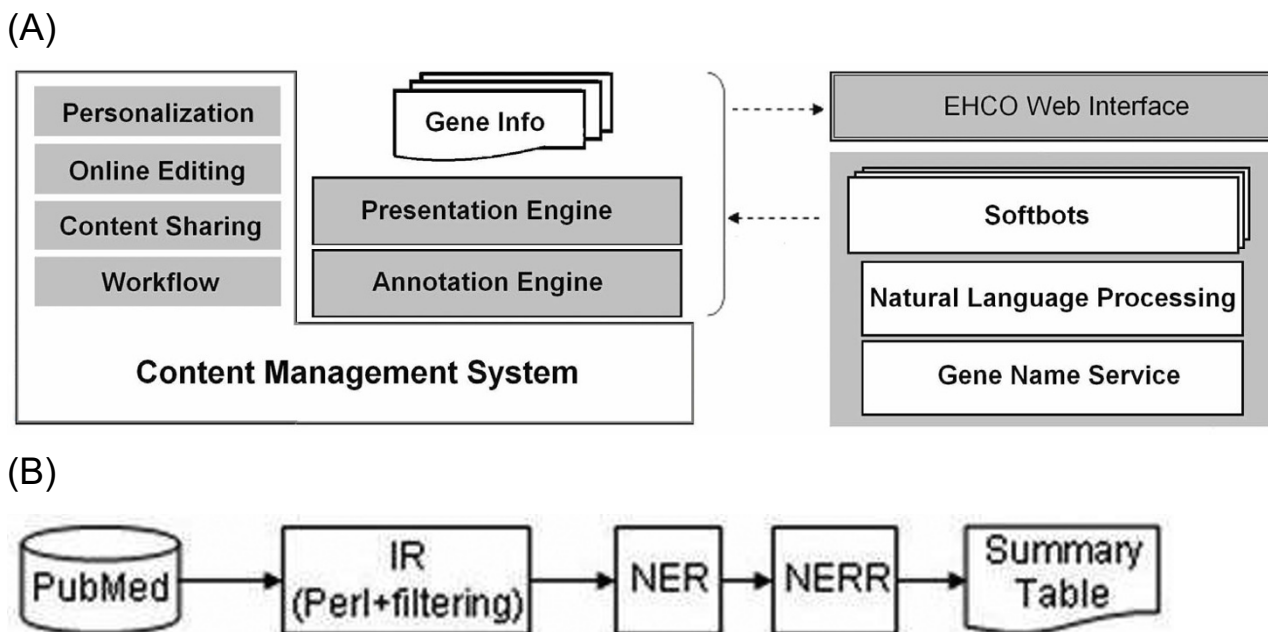 (A)
Personalization
Online Editing
Content Sharing
Workflow
Content Management System
Gene Info
Presentation Engine
Annotation Engine
EHCO Web Interface
Softbots
Natural Language Processing
Gene Name Service
(B)
PubMed
IR
(Perl+filtering)
NER
NERR
Summary
Table